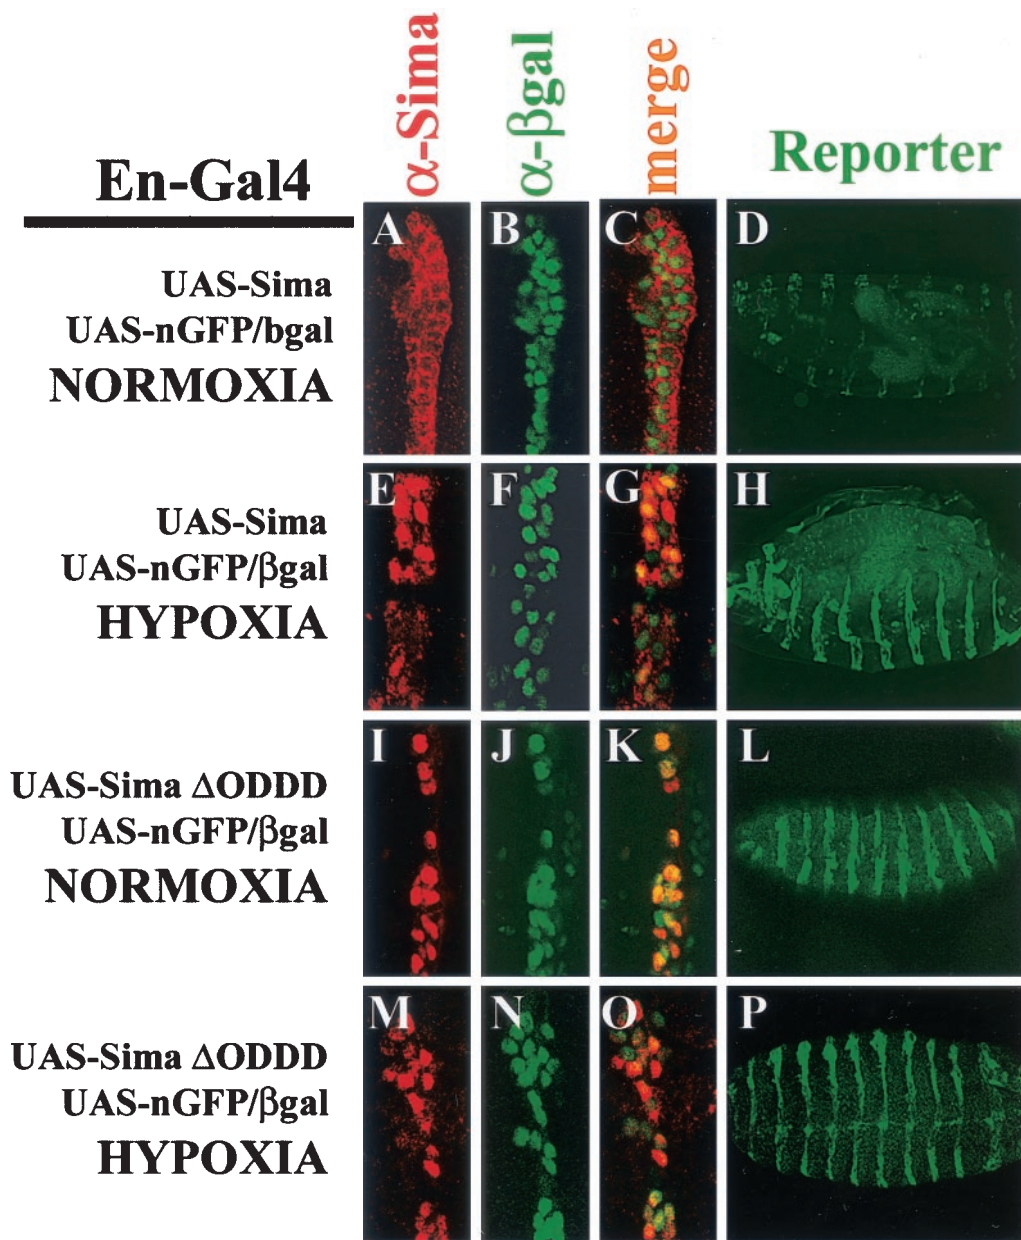 α-Sima
α-βgal
merge
Reporter
En-Gal4
A
B
C
D
UAS-Sima
UAS-nGFP/bgal
NORMOXIA
E
F
G
H
UAS-Sima
UAS-nGFP/βgal
HYPOXIA
I
J
K
L
UAS-Sima ΔODDD
UAS-nGFP/βgal
NORMOXIA
M
N
O
P
UAS-Sima ΔODDD
UAS-nGFP/βgal
HYPOXIA